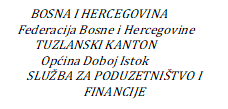 BOSNA I HERCEGOVINA
Federacija Bosne i Hercegovine
TUZLANSKI KANTON
Općina Doboj Istok
SLUŽBA ZA PODUZETNIŠTVO I
FINANCIJE